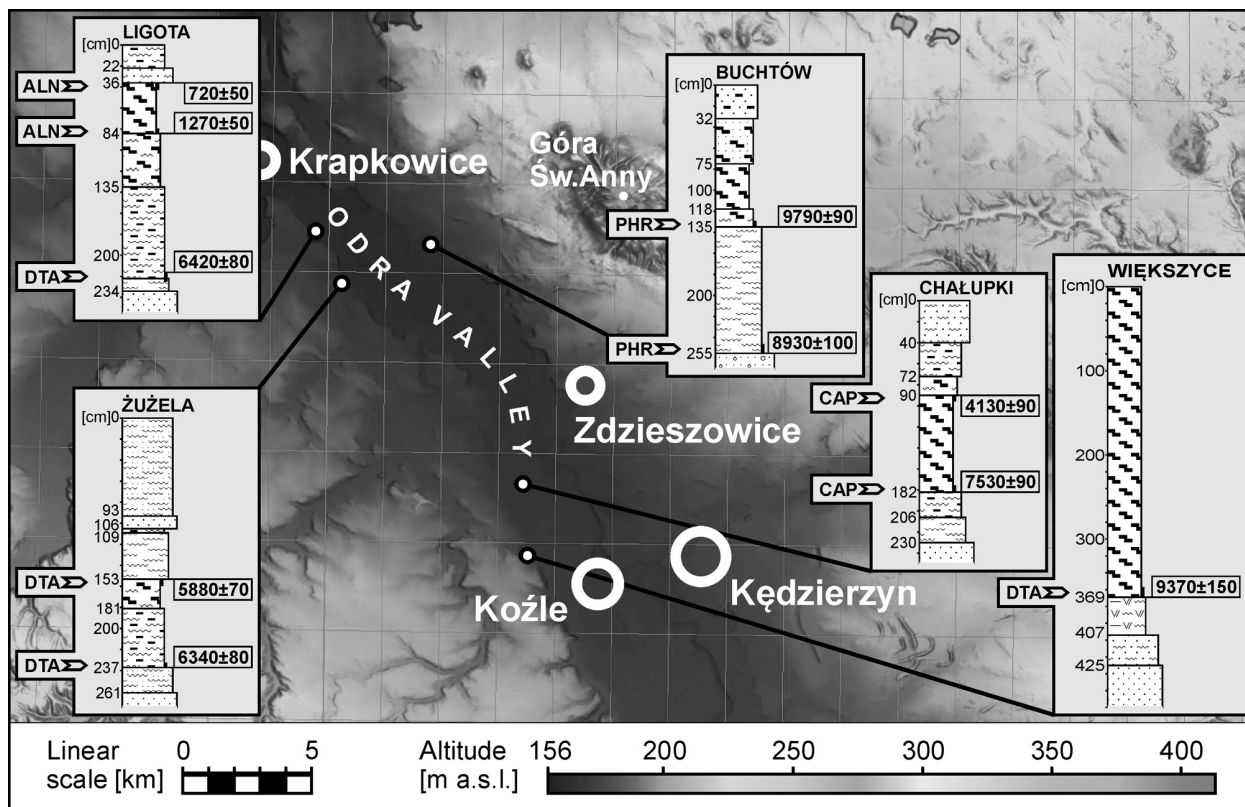 LIGOTA
[cm]0
22
36
84
135
200
234
ALN
ALN
DTA
720±50
1270±50
6420±80
Krapkowice
Góra
Św.Anny
ODRA VALLEY
BUCHTÓW
[cm]0
32
75
100
118
135
200
255
PHR
PHR
9790±90
8930±100
CHAŁUPKI
[cm]0
40
72
90
182
206
230
CAP
CAP
4130±90
7530±90
WIĘKSZYCE
[cm]0
100
200
300
369
407
425
DTA
9370±150
ŻUŻELA
[cm]0
93
106
109
153
181
200
237
261
DTA
DTA
5880±70
6340±80
Zdzieszowice
Koźle
Kędzierzyn
Linear
scale [km]
0 5
Altitude
[m a.s.l.]
156 200 250 300 350 400